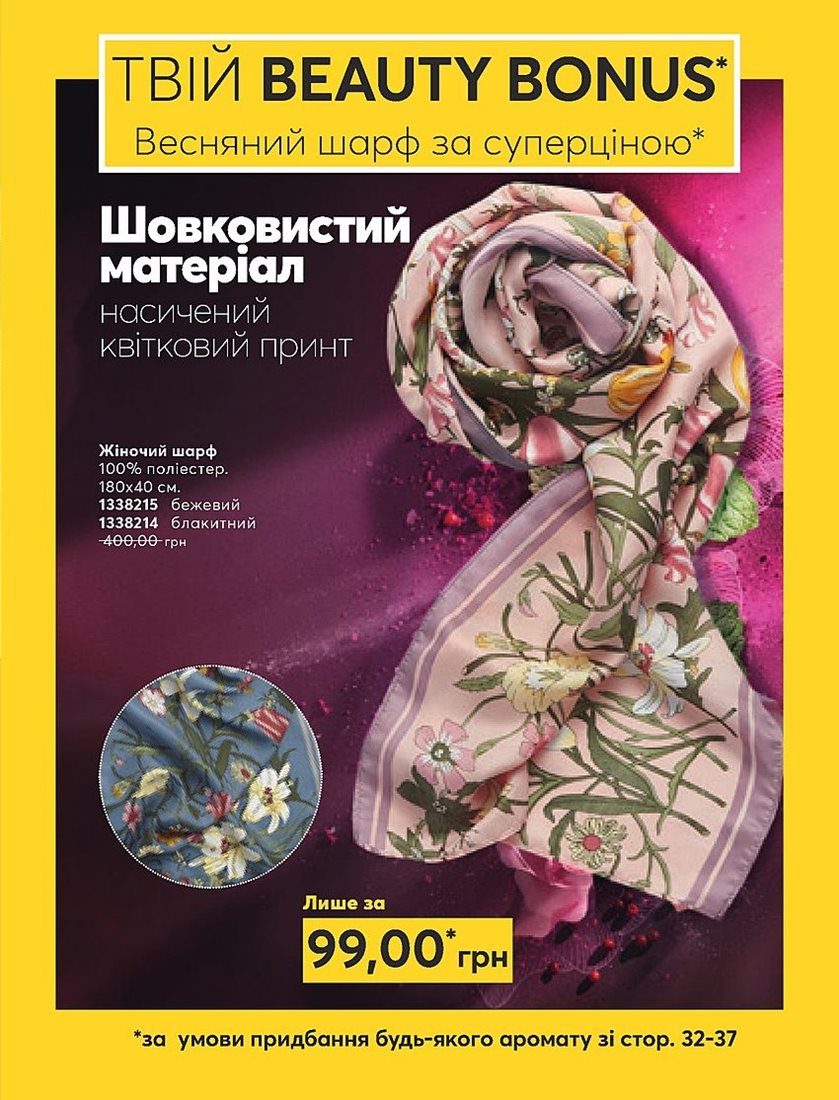 ТВІЙ BEAUTY BONUS*
Весняний шарф за суперціною*
Шовковистий
матеріал
насичений
квітковий принт
Жіночий шарф
100% поліестер.
180х40 см.
1338215 бежевий
1338214 блакитний
400,00 грн
Лише за
99,00* грн
*за умови придбання будь-якого аромату зі стор. 32-37